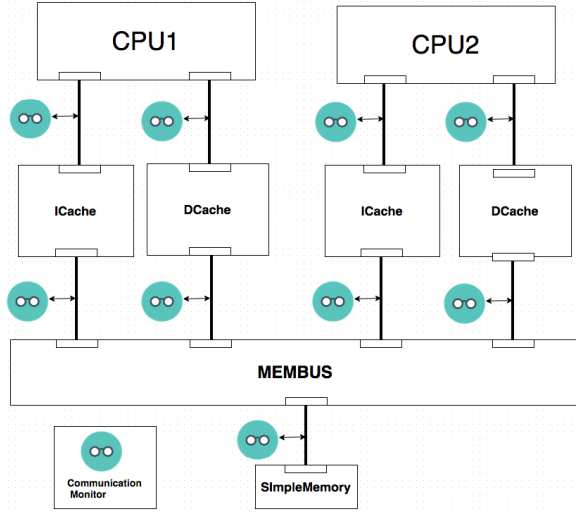 CPU1
CPU2
ICache
DCache
ICache
DCache
MEMBUS
SImpleMemory
Communication
Monitor